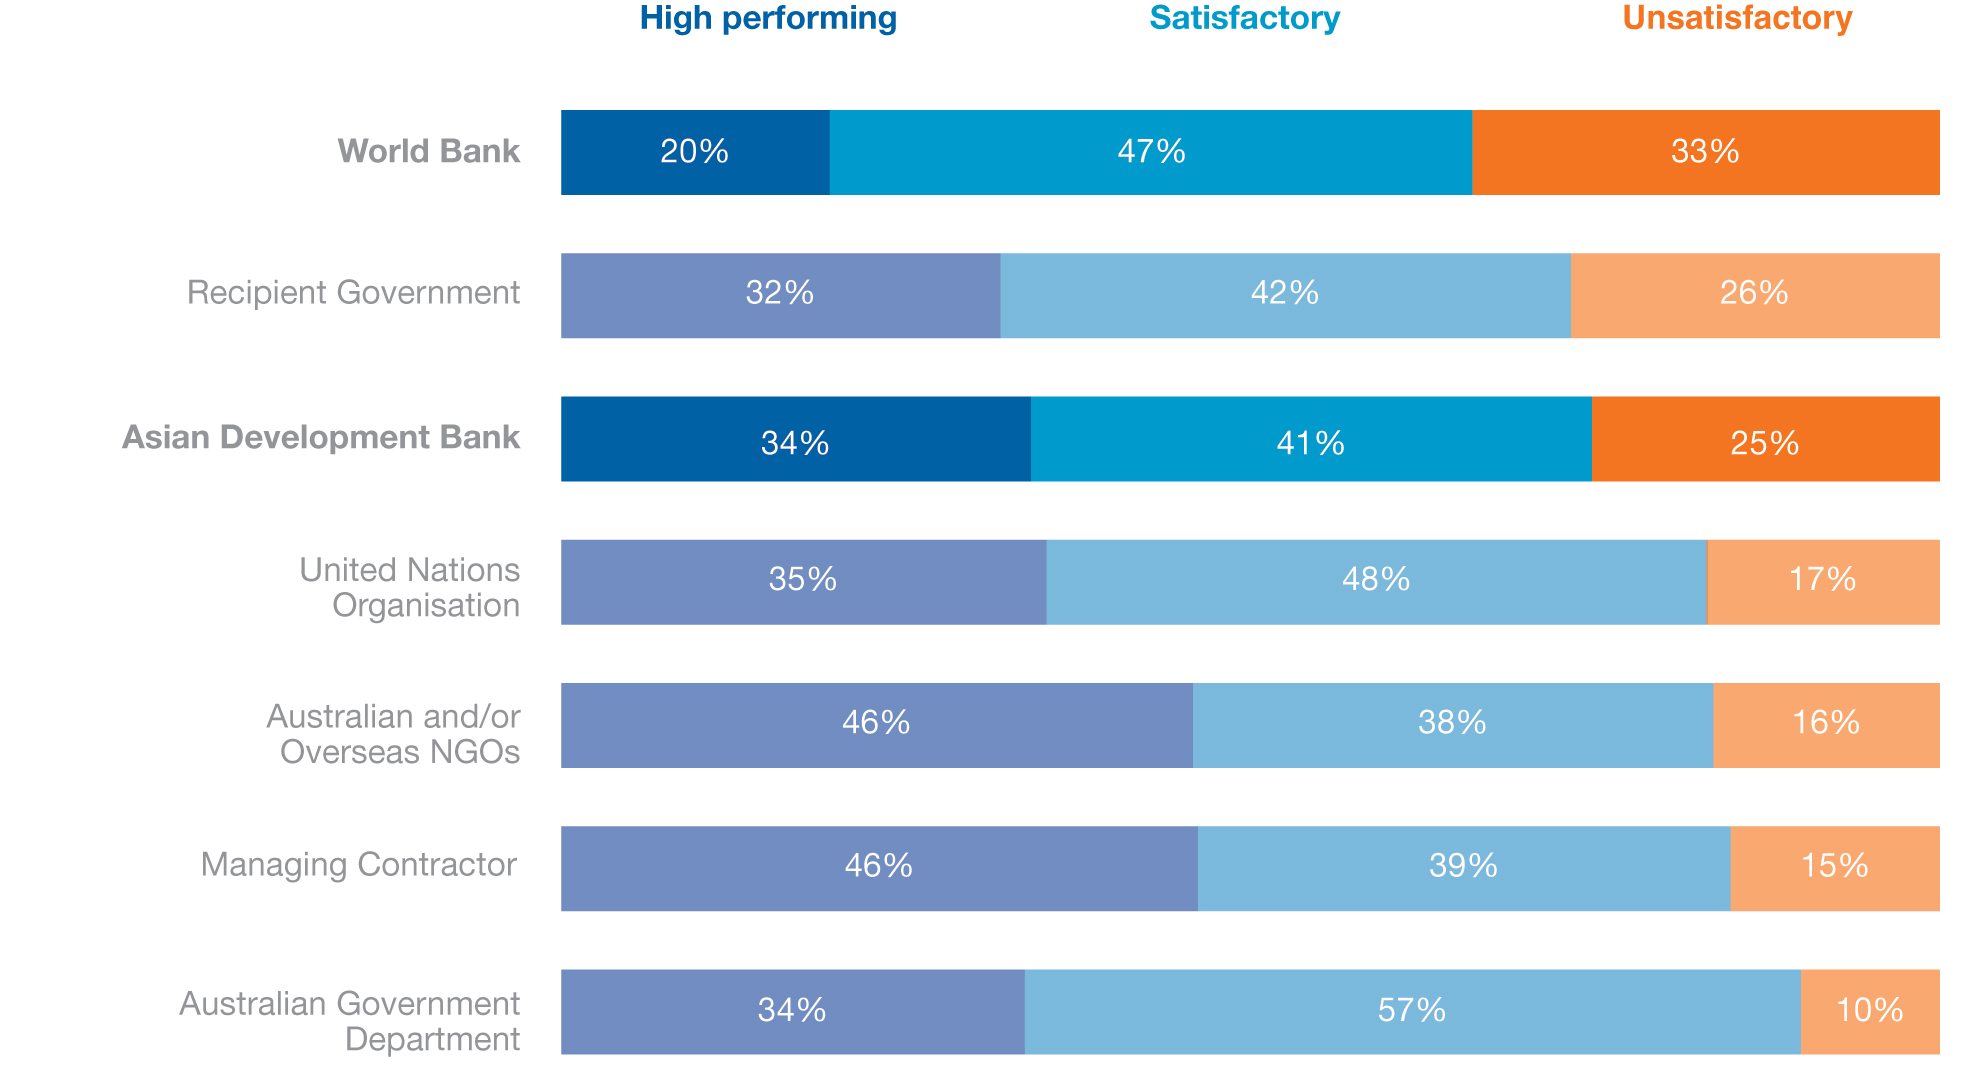 High performing Satisfactory Unsatisfactory
World Bank 20% 47% 33%
Recipient Government 32% 42% 26%
Asian Development Bank 34% 41% 25%
United Nations
Organisation 35% 48% 17%
Australian and/or
Overseas NGOs 46% 38% 16%
Managing Contractor 46% 39% 15%
Australian Government
Department 34% 57% 10%